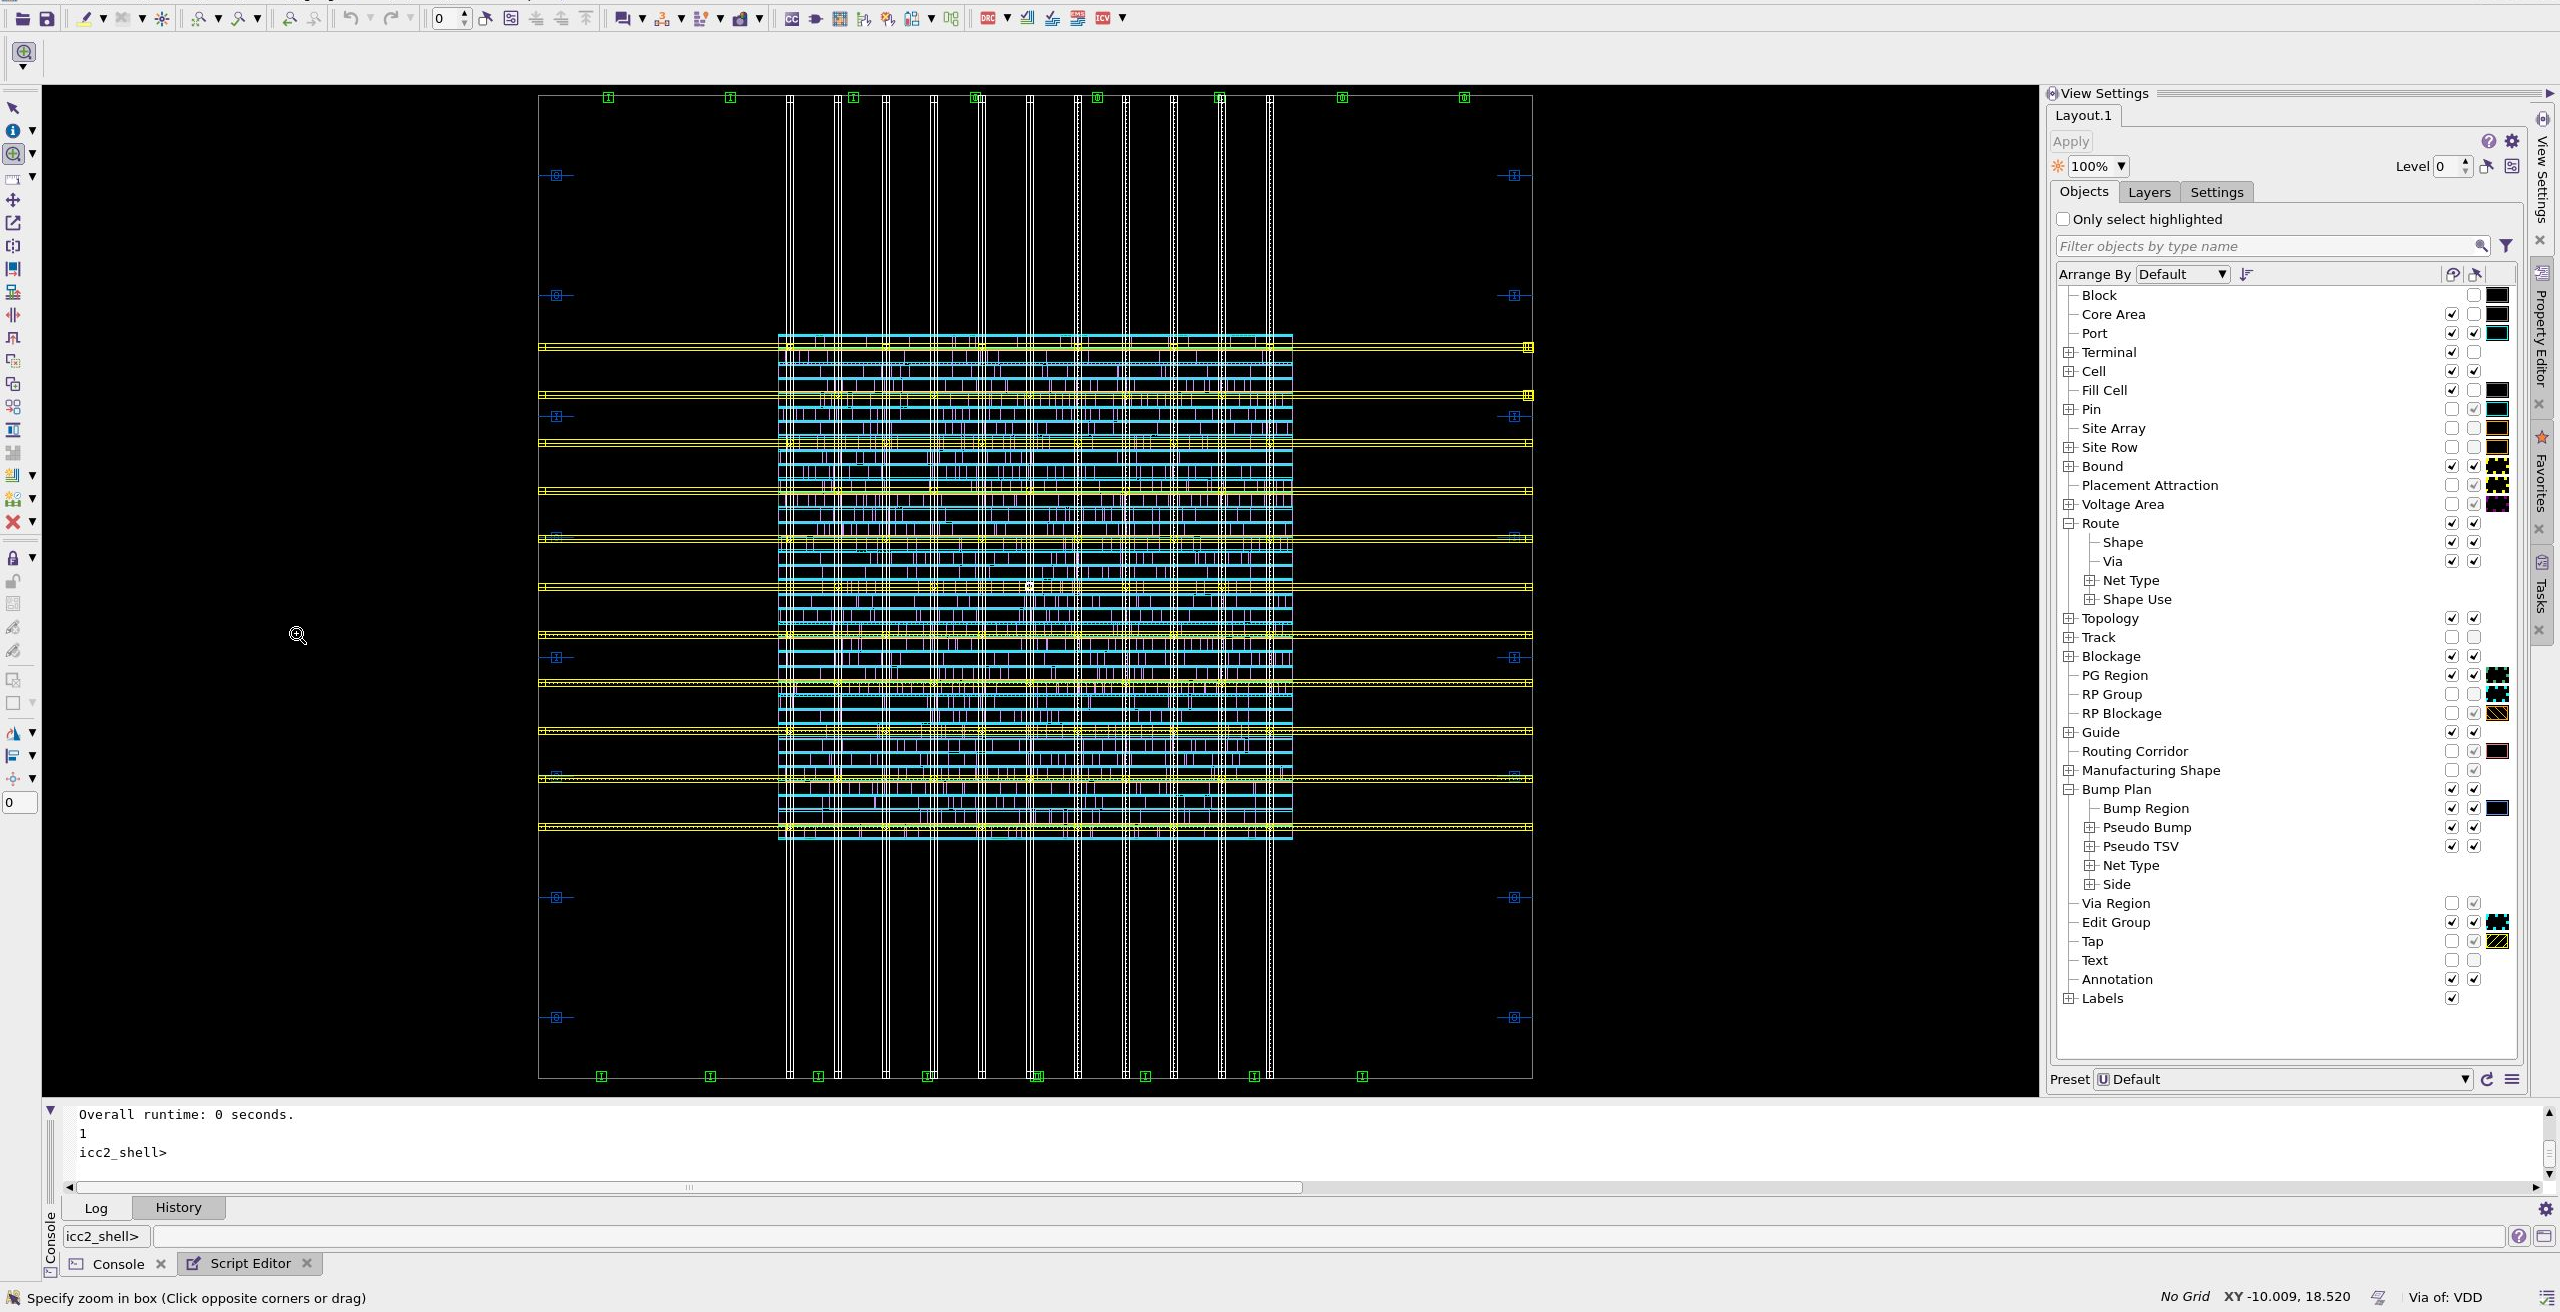 0
CC
DRC
EMS
ICV
View Settings
Layout.1
Apply
100%
Level 0
Objects Layers Settings
Only select highlighted
Filter objects by type name
Arrange By Default
Block
Core Area
Port
Terminal
Cell
Fill Cell
Pin
Site Array
Site Row
Bound
Placement Attraction
Voltage Area
Route
Shape
Via
Net Type
Shape Use
Topology
Track
Blockage
PG Region
RP Group
RP Blockage
Guide
Routing Corridor
Manufacturing Shape
Bump Plan
Bump Region
Pseudo Bump
Pseudo TSV
Net Type
Side
Via Region
Edit Group
Tap
Text
Annotation
Labels
Preset Default
View Settings
Property Editor
Favorites
Tasks
0
Overall runtime: 0 seconds.
1
icc2_shell>
Log History
Console
icc2_shell>
Console Script Editor
Specify zoom in box (Click opposite corners or drag)
No Grid XY -10.009, 18.520 Via of: VDD